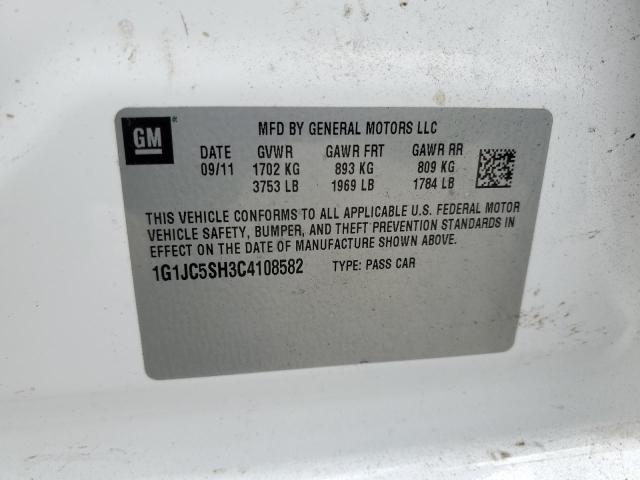 GM
MFD BY GENERAL MOTORS LLC
DATE GVWR GAWR FRT GAWR RR
09/11 1702 KG 893 KG 809 KG
3753 LB 1969 LB 1784 LB
THIS VEHICLE CONFORMS TO ALL APPLICABLE U.S. FEDERAL MOTOR
VEHICLE SAFETY, BUMPER, AND THEFT PREVENTION STANDARDS IN
EFFECT ON THE DATE OF MANUFACTURE SHOWN ABOVE.
1G1JC5SH3C4108582 TYPE: PASS CAR